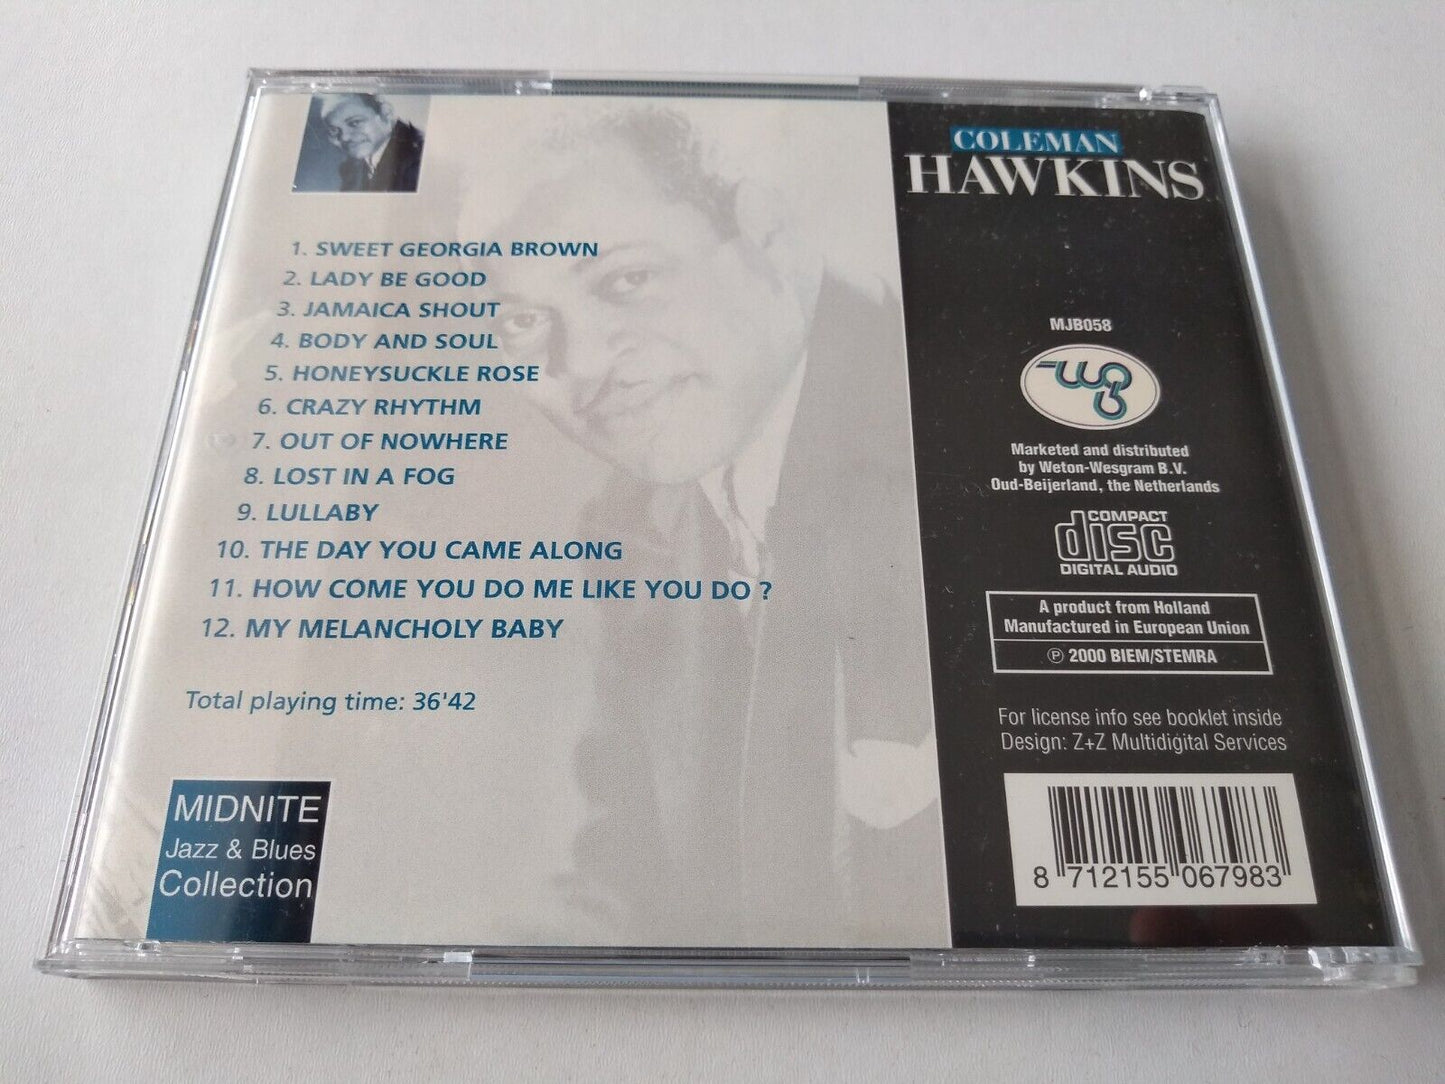 1. SWEET GEORGIA BROWN
2. LADY BE GOOD
3. JAMAICA SHOUT
4. BODY AND SOUL
5. HONEYSUCKLE ROSE
6. CRAZY RHYTHM
7. OUT OF NOWHERE
8. LOST IN A FOG
9. LULLABY
10. THE DAY YOU CAME ALONG
11. HOW COME YOU DO ME LIKE YOU DO ?
12. MY MELANCHOLY BABY
Total playing time: 36'42
MIDNITE
Jazz & Blues
Collection
COLEMAN
HAWKINS
MJB058
Marketed and distributed
by Weton-Wesgram B.V.
Oud-Beijerland, the Netherlands
COMPACT
disc
DIGITAL AUDIO
A product from Holland
Manufactured in European Union
℗ 2000 BIEM/STEMRA
For license info see booklet inside
Design: Z+Z Multidigital Services
8 712155 067983